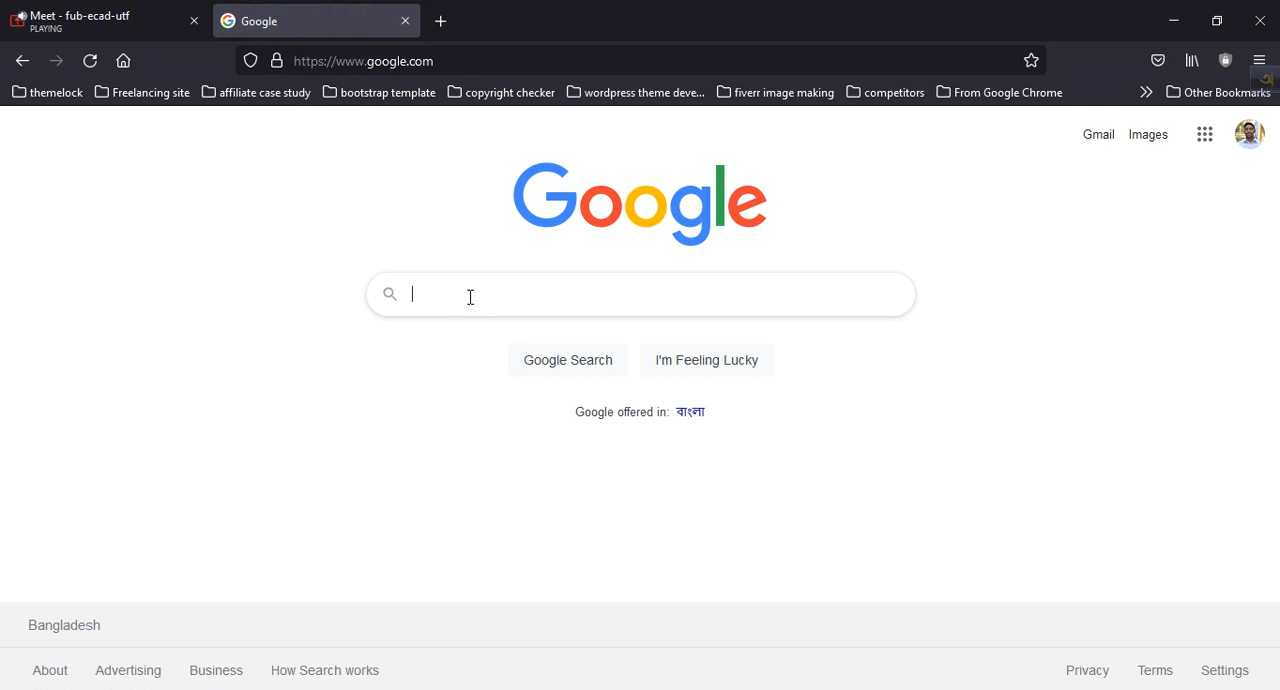 Meet - fub-ecad-utf
PLAYING
Google
https://www.google.com
themelock Freelancing site affiliate case study bootstrap template copyright checker wordpress theme deve... fiverr image making competitors From Google Chrome Other Bookmarks
অ
Gmail Images
Google
Google Search I'm Feeling Lucky
Google offered in: বাংলা
Bangladesh
About Advertising Business How Search works Privacy Terms Settings